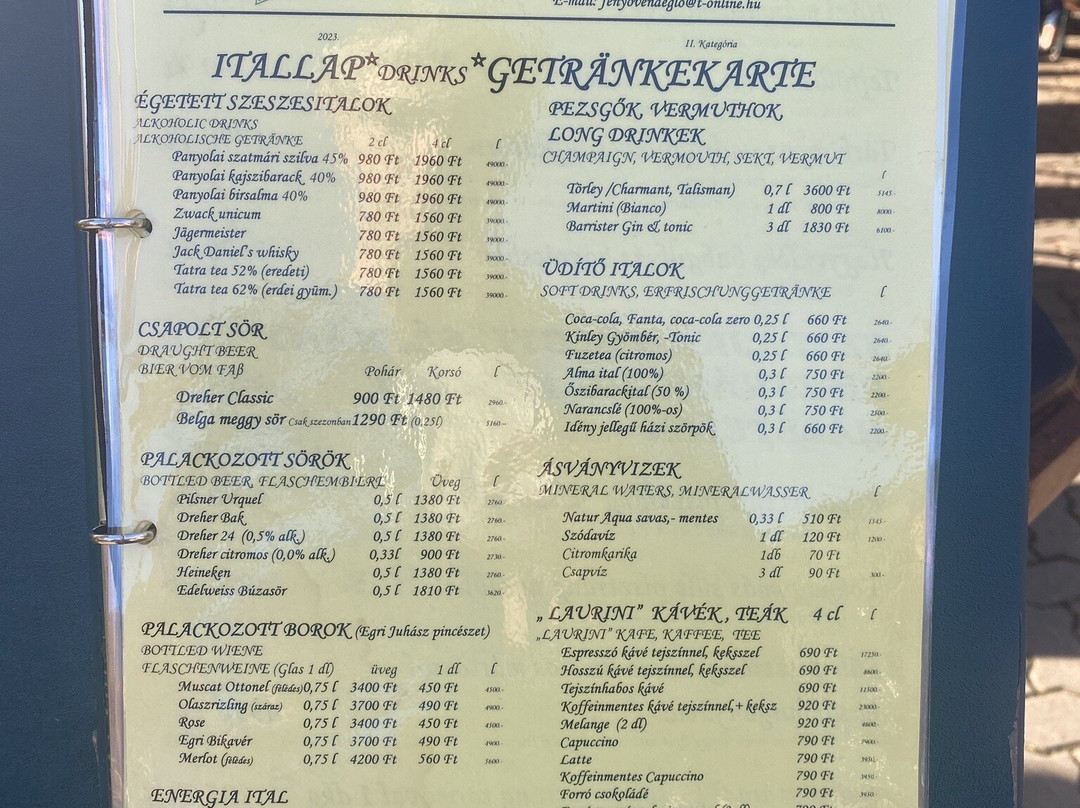 E-mail: fenyovendeglo@t-online.hu
2023. II. Kategória
ITALLAP*DRINKS*GETRÄNKEKARTE
ÉGETETT SZESZESITALOK
ALKOHOLIC DRINKS
ALKOHOLISCHE GETRÄNKE 2 cl 4 cl l
Panyolai szatmári szilva 45% 980 Ft 1960 Ft 49000.-
Panyolai kajszibarack 40% 980 Ft 1960 Ft 49000.-
Panyolai birsalma 40% 980 Ft 1960 Ft 49000.-
Zwack unicum 780 Ft 1560 Ft 39000.-
Jägermeister 780 Ft 1560 Ft 39000.-
Jack Daniel's whisky 780 Ft 1560 Ft 39000.-
Tatra tea 52% (eredeti) 780 Ft 1560 Ft 39000.-
Tatra tea 62% (erdei gyüm.) 780 Ft 1560 Ft 39000.-
CSAPOLT SÖR
DRAUGHT BEER
BIER VOM FAß Pohár Korsó l
Dreher Classic 900 Ft 1480 Ft 2960.-
Belga meggy sör Csak szezonban 1290 Ft (0,25l) 5160.-
PALACKOZOTT SÖRÖK
BOTTLED BEER, FLASCHEMBIERE Üveg l
Pilsner Urquel 0,5 l 1380 Ft 2760.-
Dreher Bak 0,5 l 1380 Ft 2760.-
Dreher 24 (0,5% alk.) 0,5 l 1380 Ft 2760.-
Dreher citromos (0,0% alk.) 0,33l 900 Ft 2730.-
Heineken 0,5 l 1380 Ft 2760.-
Edelweiss Búzasör 0,5 l 1810 Ft 3620.-
PALACKOZOTT BOROK (Egri Juhász pincészet)
BOTTLED WIENE
FLASCHENWEINE (Glas 1 dl) üveg 1 dl l
Muscat Ottonel (félédes) 0,75 l 3400 Ft 450 Ft 4500.-
Olaszrizling (száraz) 0,75 l 3700 Ft 490 Ft 4900.-
Rose 0,75 l 3400 Ft 450 Ft 4500.-
Egri Bikavér 0,75 l 3700 Ft 490 Ft 4900.-
Merlot (félédes) 0,75 l 4200 Ft 560 Ft 5600.-
ENERGIA ITAL
PEZSGŐK, VERMUTHOK,
LONG DRINKEK
CHAMPAIGN, VERMOUTH, SEKT, VERMUT
l
Törley /Charmant, Talisman) 0,7 l 3600 Ft 5145.-
Martini (Bianco) 1 dl 800 Ft 8000.-
Barrister Gin & tonic 3 dl 1830 Ft 6100.-
ÜDÍTŐ ITALOK
SOFT DRINKS, ERFRISCHUNGGETRÄNKE l
Coca-cola, Fanta, coca-cola zero 0,25 l 660 Ft 2640.-
Kinley Gyömbér, -Tonic 0,25 l 660 Ft 2640.-
Fuzetea (citromos) 0,25 l 660 Ft 2640.-
Alma ital (100%) 0,3 l 750 Ft 2200.-
Őszibarackital (50 %) 0,3 l 750 Ft 2200.-
Narancslé (100%-os) 0,3 l 750 Ft 2500.-
Idény jellegű házi szörpök 0,3 l 660 Ft 2200.-
ÁSVÁNYVIZEK
MINERAL WATERS, MINERALWASSER l
Natur Aqua savas,- mentes 0,33 l 510 Ft 1545.-
Szódavíz 1 dl 120 Ft 1200.-
Citromkarika 1db 70 Ft
Csapvíz 3 dl 90 Ft 300.-
„LAURINI" KÁVÉK, TEÁK 4 cl l
„LAURINI" KAFE, KAFFEE, TEE
Espresszó kávé tejszínnel, keksszel 690 Ft 17250.-
Hosszú kávé tejszínnel, keksszel 690 Ft 8600.-
Tejszínhabos kávé 690 Ft 11500.-
Koffeinmentes kávé tejszínnel,+ keksz 920 Ft 23000.-
Melange (2 dl) 920 Ft 4600.-
Capuccino 790 Ft 7900.-
Latte 790 Ft 3950.-
Koffeinmentes Capuccino 790 Ft 3950.-
Forró csokoládé 790 Ft 3950.-